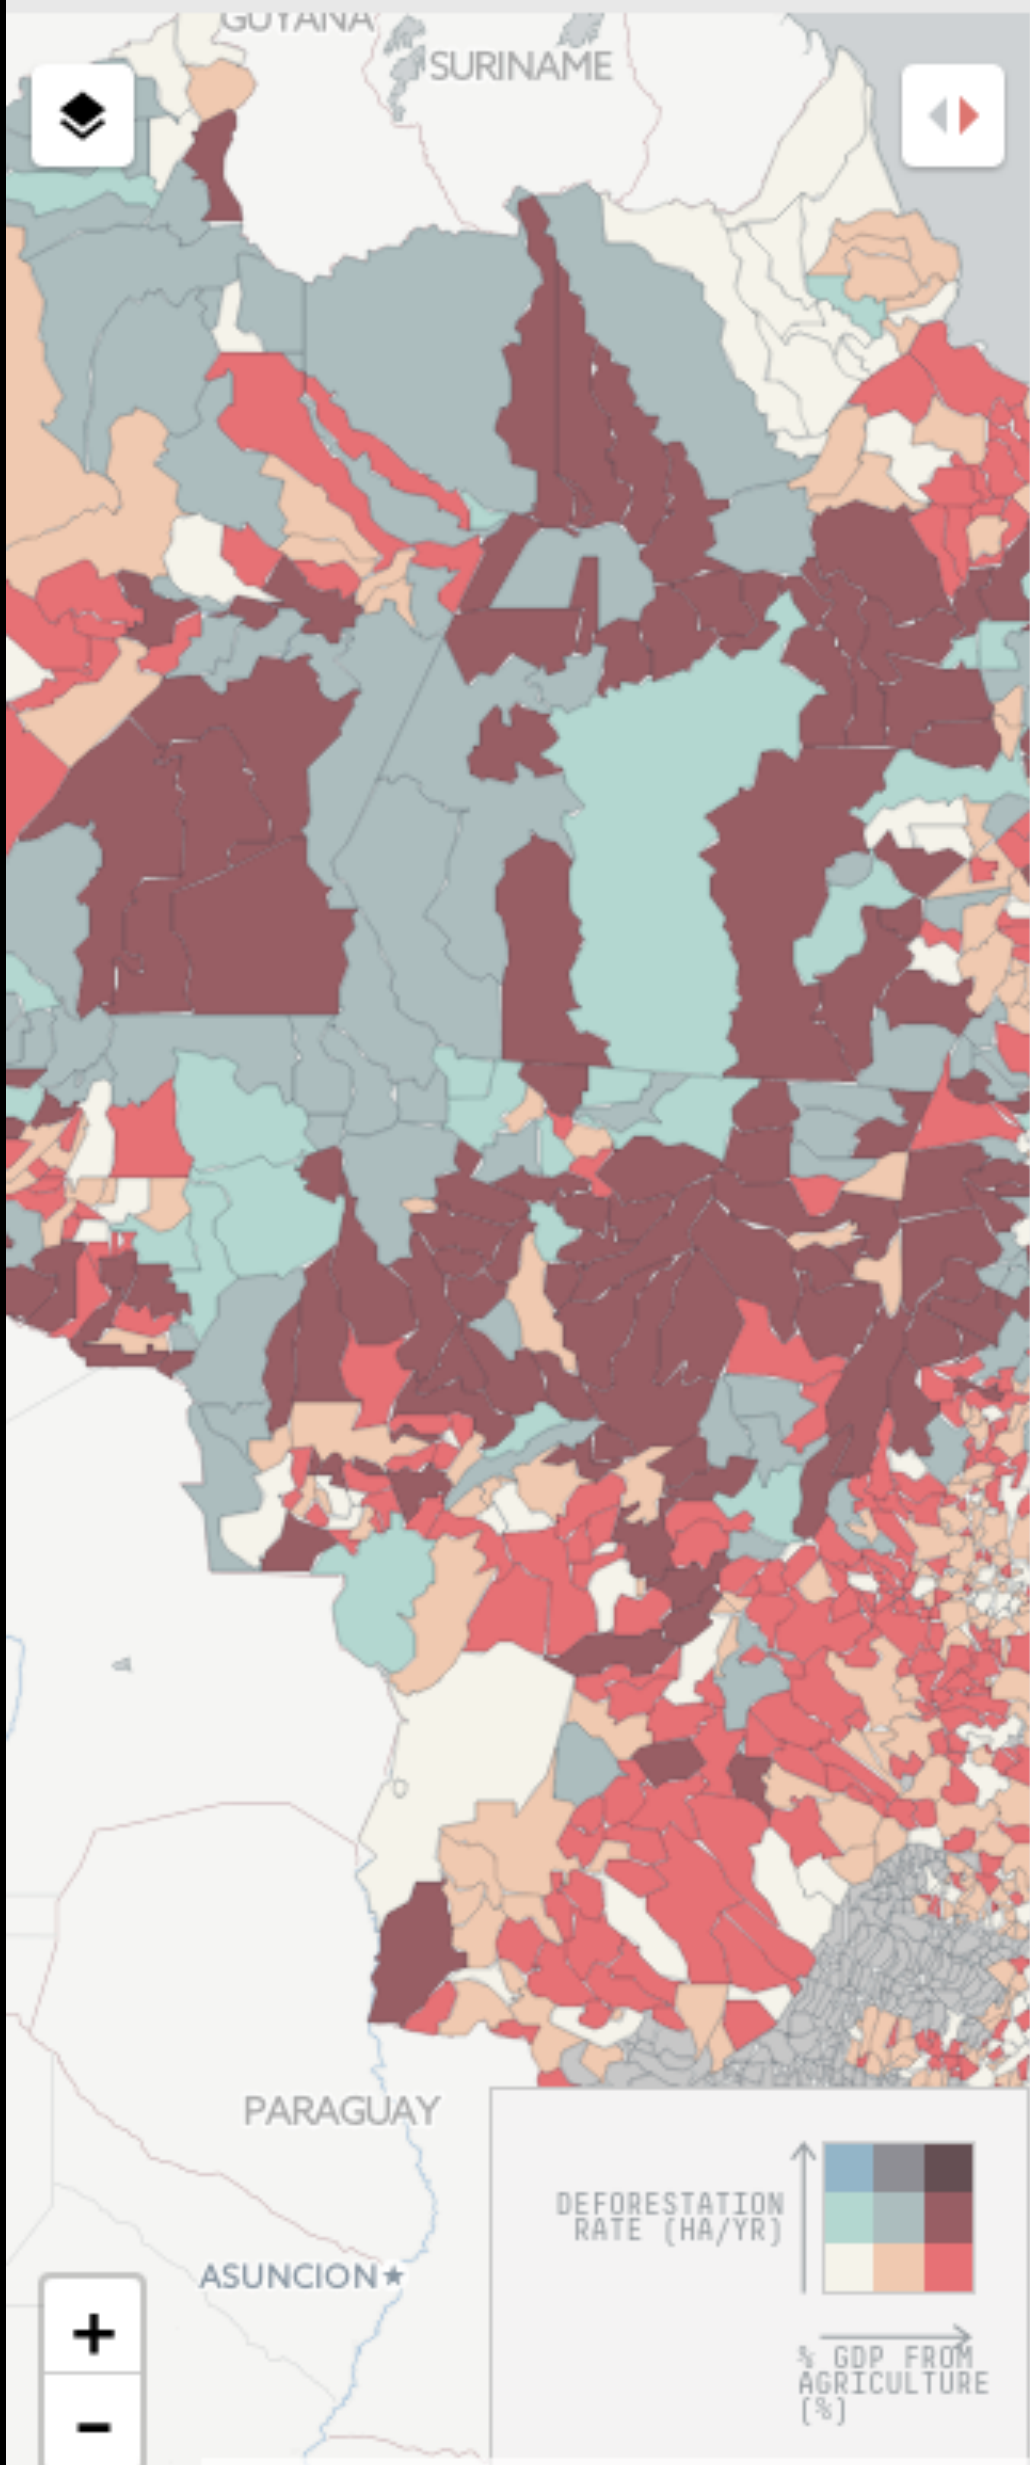 GUYANA
SURINAME
PARAGUAY
ASUNCION
DEFORESTATION
RATE (HA/YR)
% GDP FROM
AGRICULTURE
(%)
+
−